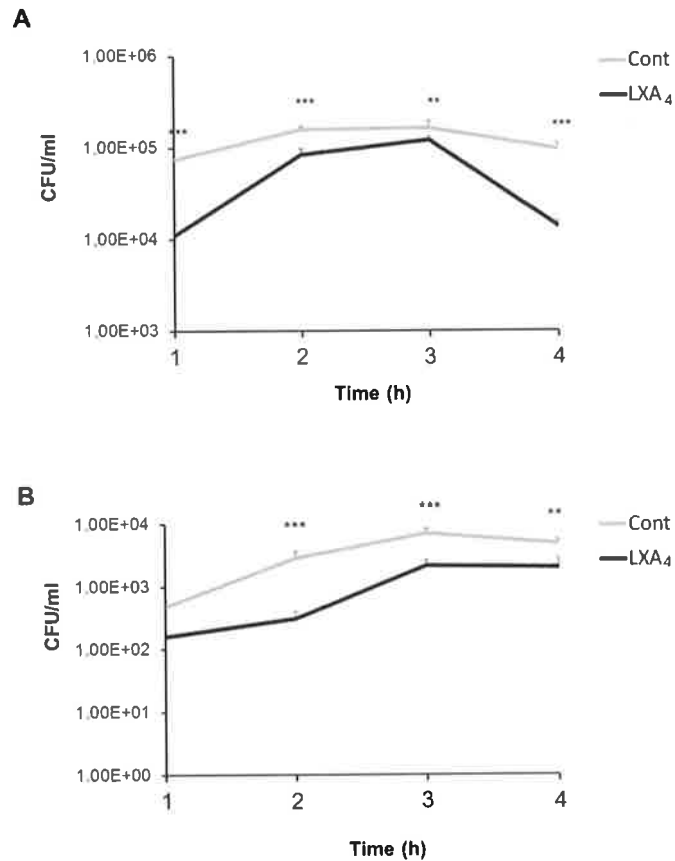 A
1,00E+06
1,00E+05
1,00E+04
1,00E+03
CFU/ml
***
***
**
***
Cont
LXA4
1
2
3
4
Time (h)
B
1,00E+04
1,00E+03
1,00E+02
1,00E+01
1,00E+00
CFU/ml
***
***
**
Cont
LXA4
1
2
3
4
Time (h)